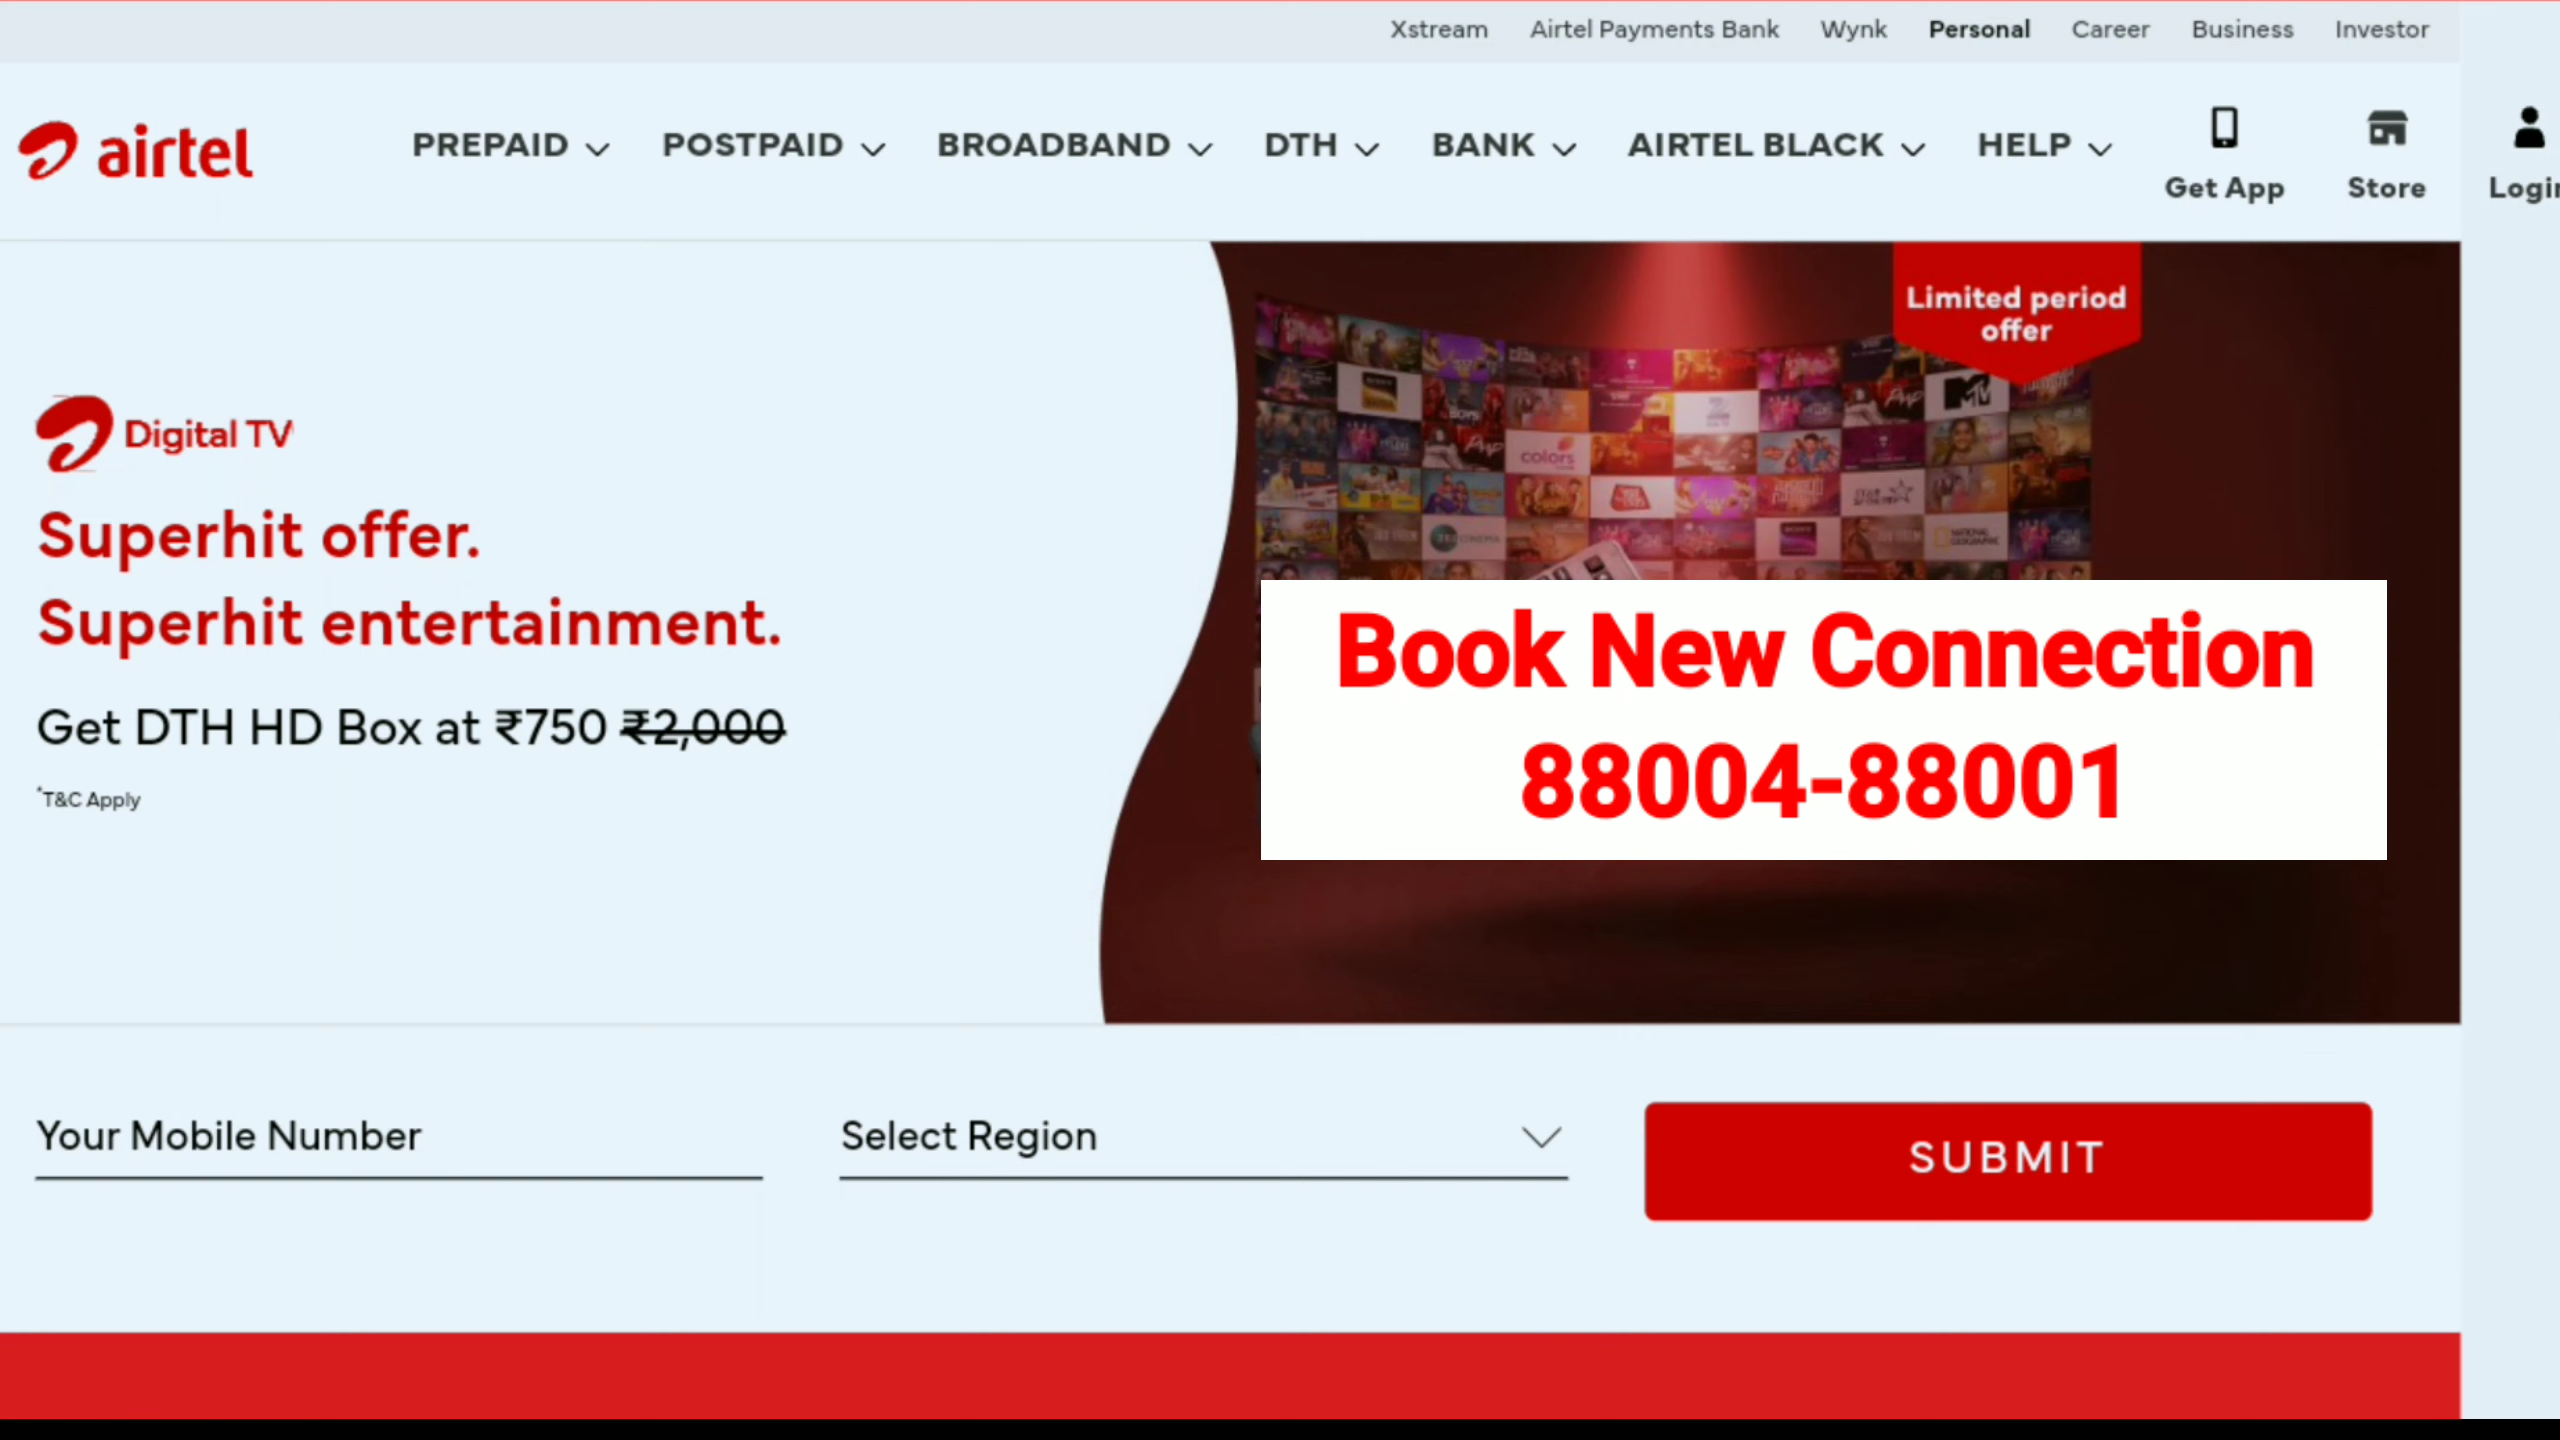 Xstream Airtel Payments Bank Wynk Personal Career Business Investor
airtel PREPAID POSTPAID BROADBAND DTH BANK AIRTEL BLACK HELP
Get App Store Login
Limited period
offer
Digital TV
Superhit offer.
Superhit entertainment.
Get DTH HD Box at ₹750 ₹2,000
*T&C Apply
colors
Book New Connection
88004-88001
Your Mobile Number Select Region SUBMIT